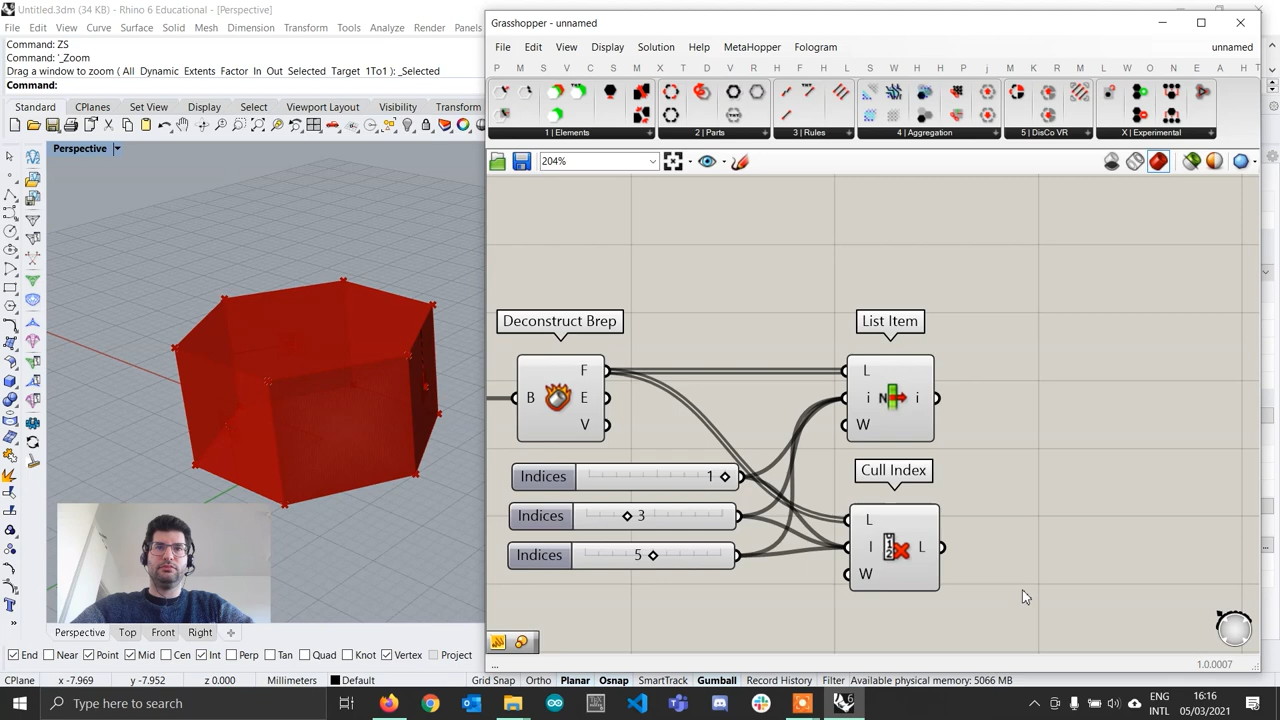 Untitled.3dm (34 KB) - Rhino 6 Educational - [Perspective]
File Edit View Curve Surface Solid Mesh Dimension Transform Tools Analyze Render Panels
Command: ZS
Command: '_Zoom
Drag a window to zoom ( All Dynamic Extents Factor In Out Selected Target 1To1 ): _Selected
Command:
Standard CPlanes Set View Display Select Viewport Layout Visibility Transform
Perspective
Grasshopper - unnamed
File Edit View Display Solution Help MetaHopper Fologram unnamed
P M S V C S M D V R F H L S W H H P j L W U M L C W E A H T
1 | Elements 2 | Parts 3 | Rules 4 | Aggregation 5 | DisCo VR X | Experimental
204%
Deconstruct Brep
B F E V
List Item
L i W N i
Indices 1
Indices 3
Indices 5
Cull Index
L I W L
1.0.0007
Perspective Top Front Right
End Near Point Mid Cen Int Perp Tan Quad Knot Vertex Project
CPlane x -7.969 y -7.952 z 0.000 Millimeters Default Grid Snap Ortho Planar Osnap SmartTrack Gumball Record History Filter Available physical memory: 5066 MB
Type here to search
ENG
INTL
16:16
05/03/2021